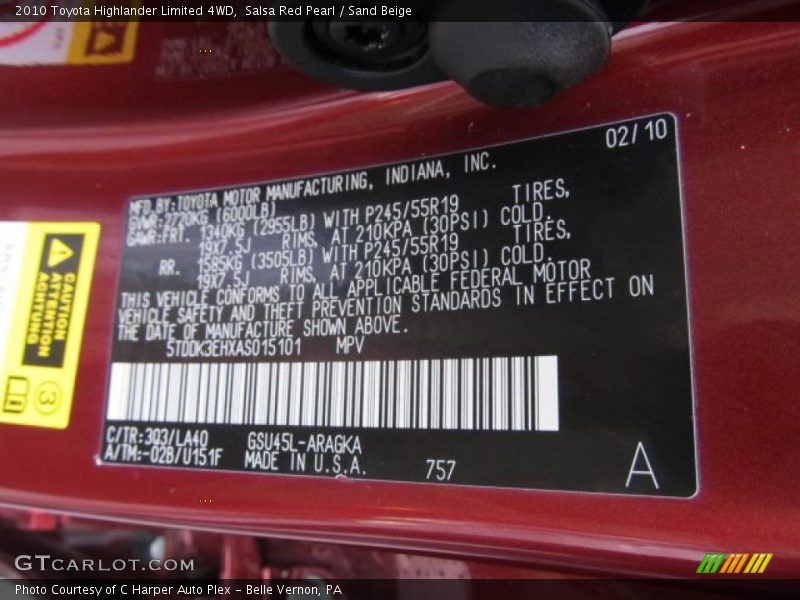 2010 Toyota Highlander Limited 4WD, Salsa Red Pearl / Sand Beige
02/10
MFD BY:TOYOTA MOTOR MANUFACTURING, INDIANA, INC.
GVWR:2720KG (6000LB)
GAWR:FRT. 1340KG (2955LB) WITH P245/55R19 TIRES,
19X7.5J RIMS, AT 210KPA (30PSI) COLD.
RR. 1585KG (3505LB) WITH P245/55R19 TIRES,
19X7.5J RIMS, AT 210KPA (30PSI) COLD.
THIS VEHICLE CONFORMS TO ALL APPLICABLE FEDERAL MOTOR
VEHICLE SAFETY AND THEFT PREVENTION STANDARDS IN EFFECT ON
THE DATE OF MANUFACTURE SHOWN ABOVE.
5TDDK3EHXAS015101 MPV
C/TR:3Q3/LA40 GSU45L-ARAGKA
A/TM:-02B/U151F MADE IN U.S.A.
757
A
CAUTION
ATTENTION
ACHTUNG
3
GTCARLOT.COM
Photo Courtesy of C Harper Auto Plex - Belle Vernon, PA